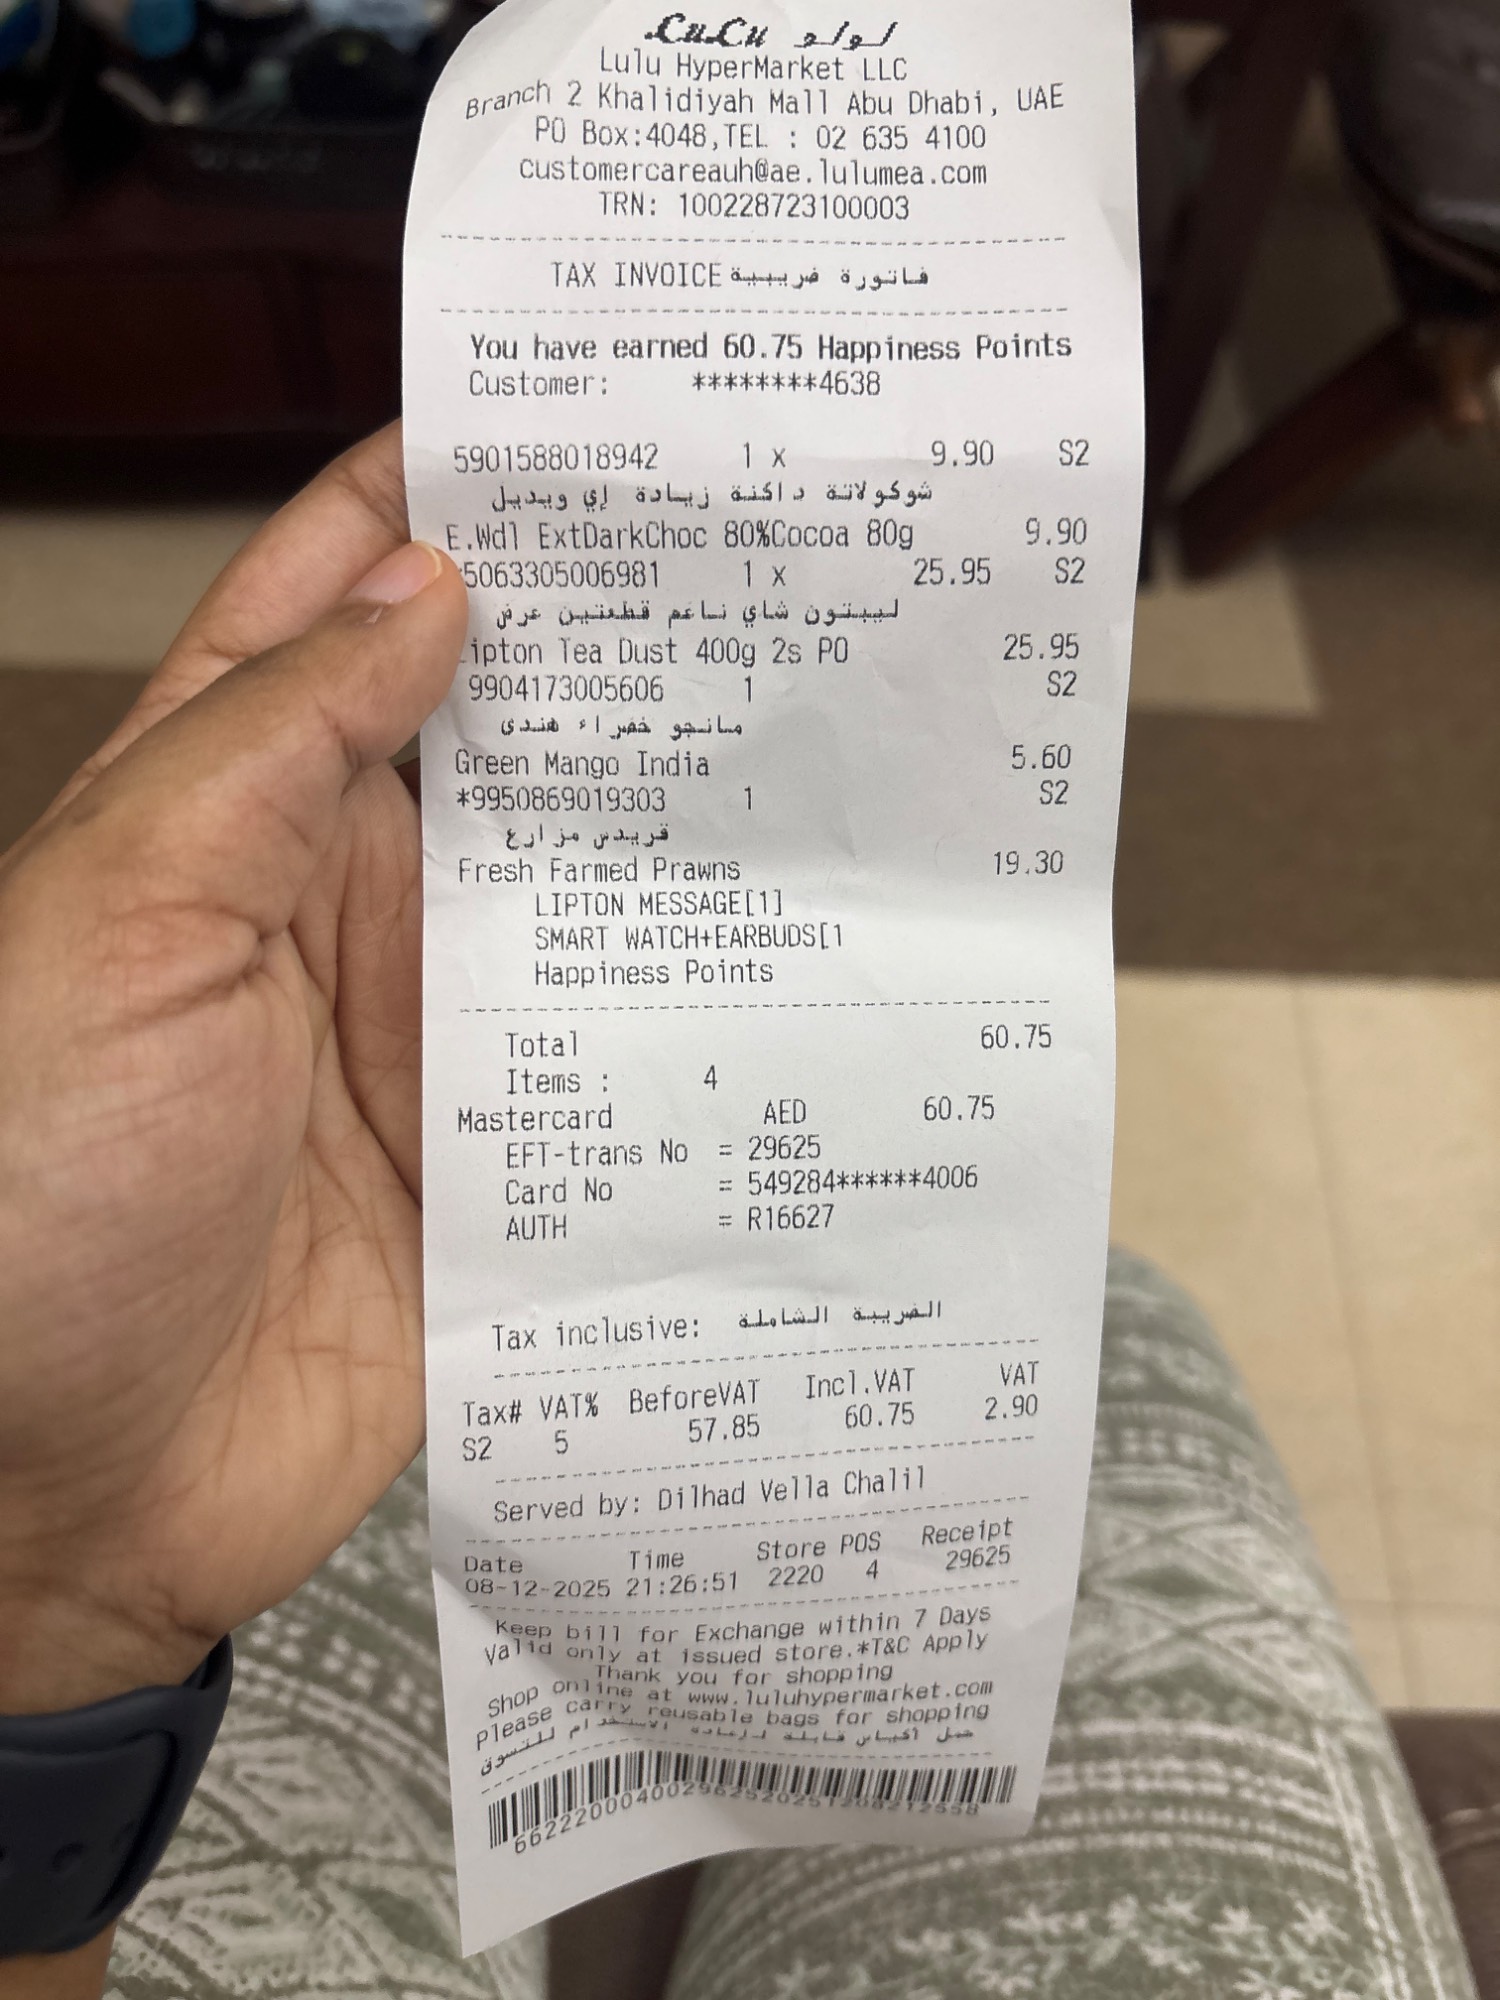 LuLu لولو
Lulu HyperMarket LLC
Branch 2 Khalidiyah Mall Abu Dhabi, UAE
PO Box:4048,TEL : 02 635 4100
customercareauh@ae.lulumea.com
TRN: 100228723100003
TAX INVOICE فاتورة ضريبية
You have earned 60.75 Happiness Points
Customer: ********4638
5901588018942 1 x 9.90 S2
شوكولاتة داكنة زيادة إي ويديل
E.Wdl ExtDarkChoc 80%Cocoa 80g 9.90
5063305006981 1 x 25.95 S2
ليبتون شاي ناعم قطعتين عرض
ipton Tea Dust 400g 2s PO 25.95
9904173005606 1 S2
مانجو خضراء هندى
Green Mango India 5.60
*9950869019303 1 S2
قريدس مزارع
Fresh Farmed Prawns 19.30
LIPTON MESSAGE[1]
SMART WATCH+EARBUDS[1
Happiness Points
Total 60.75
Items : 4
Mastercard AED 60.75
EFT-trans No = 29625
Card No = 549284******4006
AUTH = R16627
Tax inclusive: الضريبة الشاملة
Tax# VAT% BeforeVAT Incl.VAT VAT
S2 5 57.85 60.75 2.90
Served by: Dilhad Vella Chalil
Date Time Store POS Receipt
08-12-2025 21:26:51 2220 4 29625
Keep bill for Exchange within 7 Days
Valid only at issued store.*T&C Apply
Thank you for shopping
Shop online at www.luluhypermarket.com
Please carry reusable bags for shopping
حمل أكياس قابلة لإعادة الاستخدام للتسوق